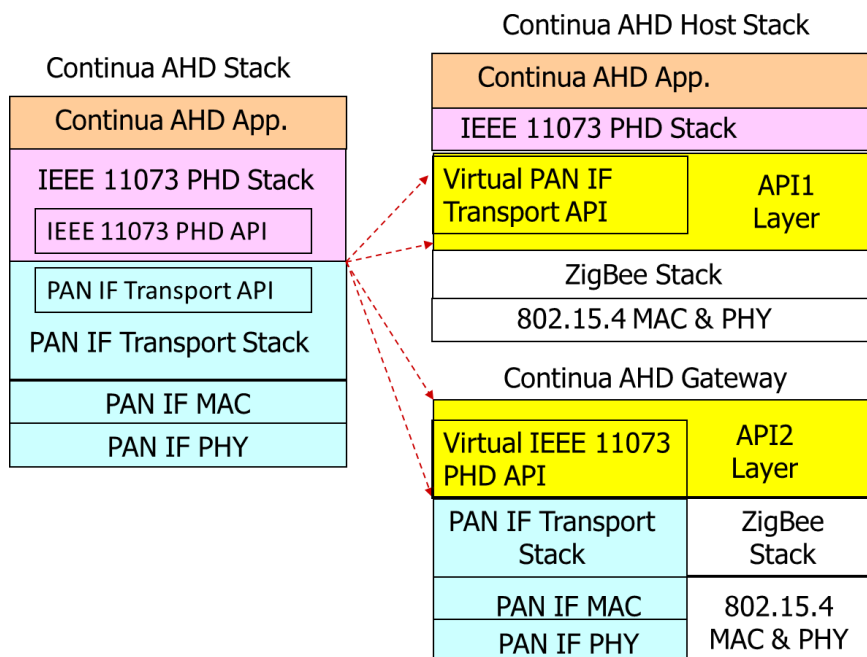 Continua AHD Stack
Continua AHD App.
IEEE 11073 PHD Stack
IEEE 11073 PHD API
PAN IF Transport API
PAN IF Transport Stack
PAN IF MAC
PAN IF PHY
Continua AHD Host Stack
Continua AHD App.
IEEE 11073 PHD Stack
Virtual PAN IF
Transport API
API1
Layer
ZigBee Stack
802.15.4 MAC & PHY
Continua AHD Gateway
Virtual IEEE 11073
PHD API
API2
Layer
PAN IF Transport
Stack
ZigBee
Stack
PAN IF MAC
PAN IF PHY
802.15.4
MAC & PHY